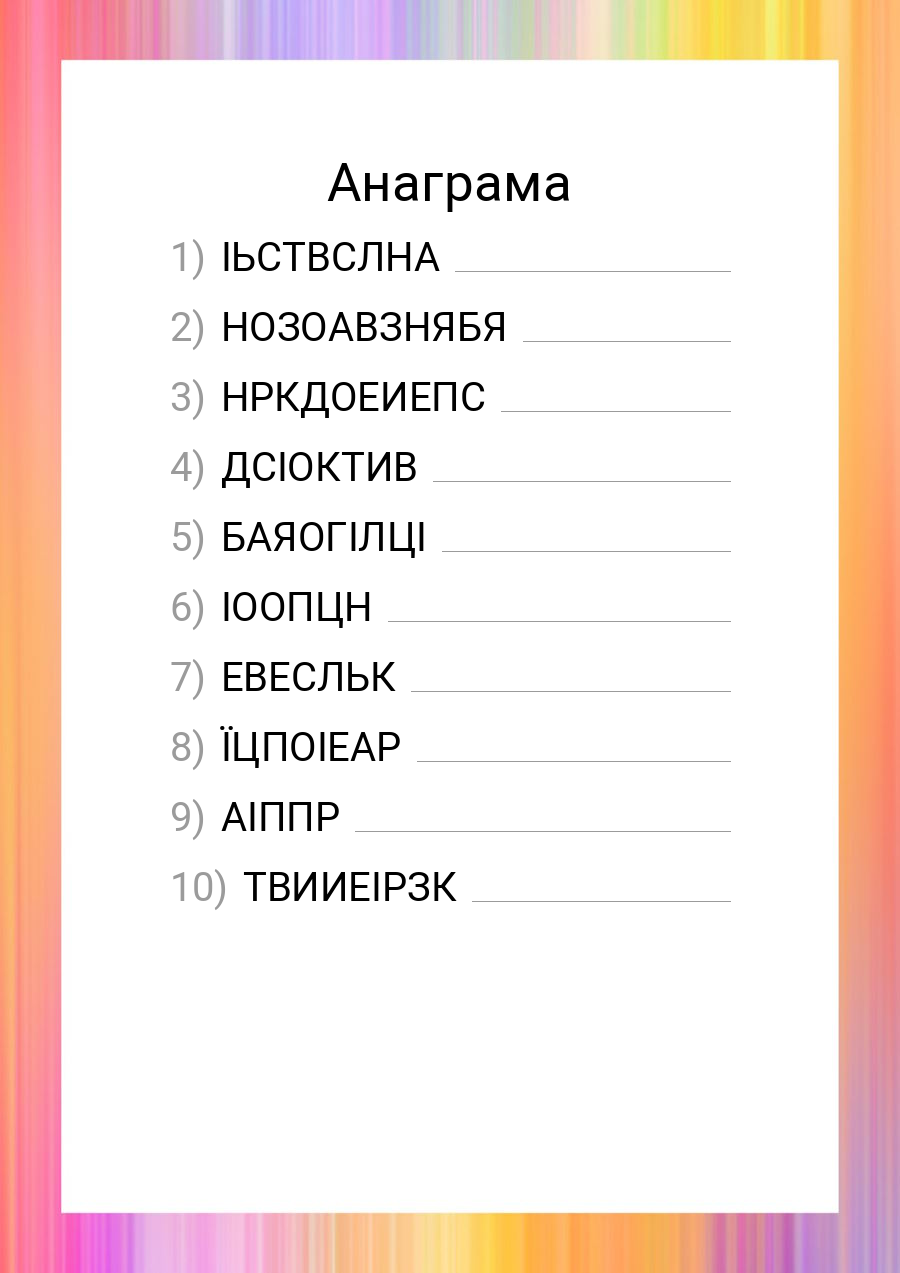 Анаграма
1) ІЬСТВСЛНА
2) НОЗОАВЗНЯБЯ
3) НРКДОЕИЕПС
4) ДСІОКТИВ
5) БАЯОГІЛЦІ
6) ІООПЦН
7) ЕВЕСЛЬК
8) ЇЦПОІЕАР
9) АІППР
10) ТВИИЕІРЗК